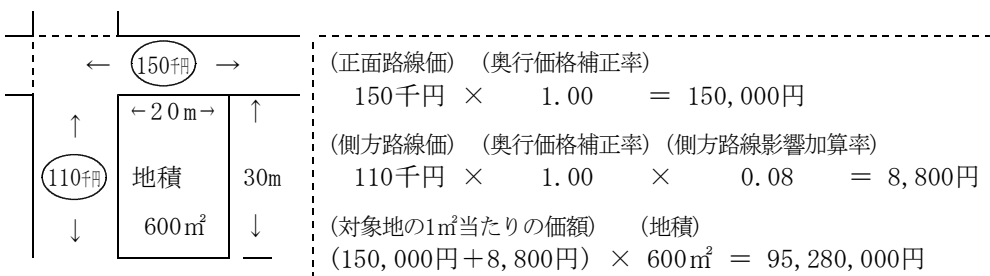 150千円
←20m→
110千円
地積
600㎡
30m
(正面路線価) (奥行価格補正率)
150千円 × 1.00 = 150,000円
(側方路線価) (奥行価格補正率) (側方路線影響加算率)
110千円 × 1.00 × 0.08 = 8,800円
(対象地の1㎡当たりの価額) (地積)
(150,000円+8,800円) × 600㎡ = 95,280,000円